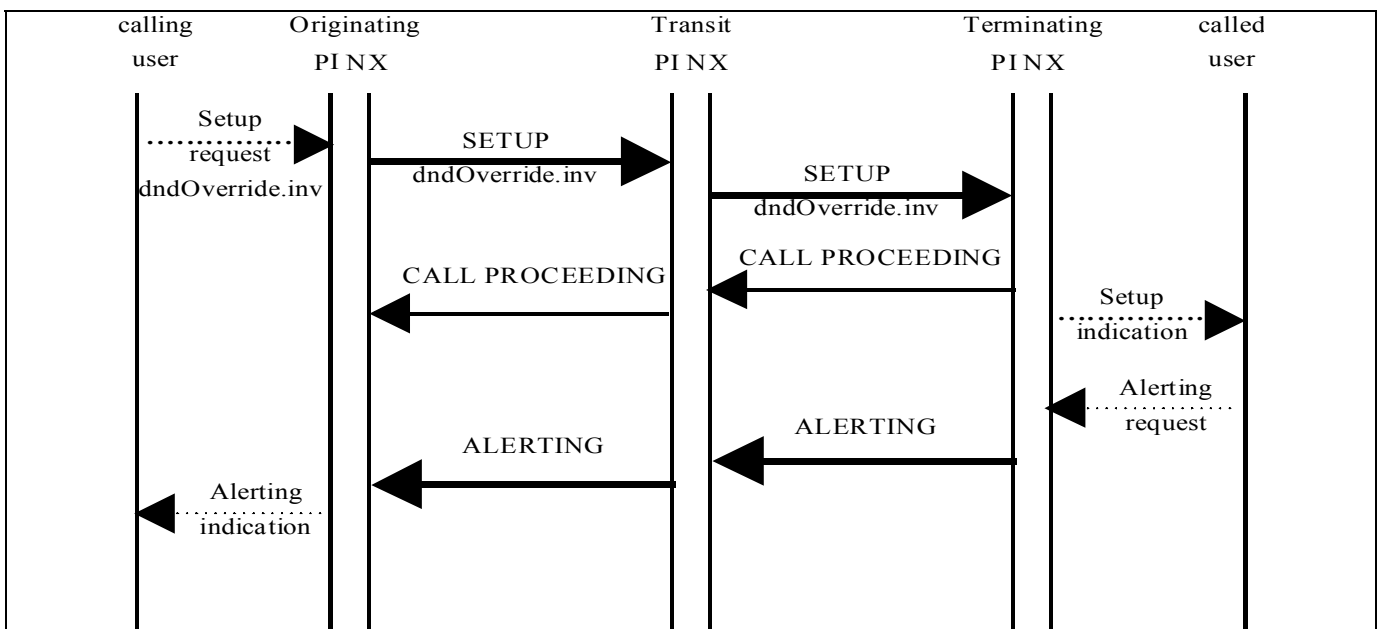 calling Originating Transit Terminating called
user PINX PINX PINX user
Setup
request
dndOverride.inv
SETUP
dndOverride.inv
SETUP
dndOverride.inv
CALL PROCEEDING
CALL PROCEEDING
Setup
indication
Alerting
request
ALERTING
ALERTING
Alerting
indication